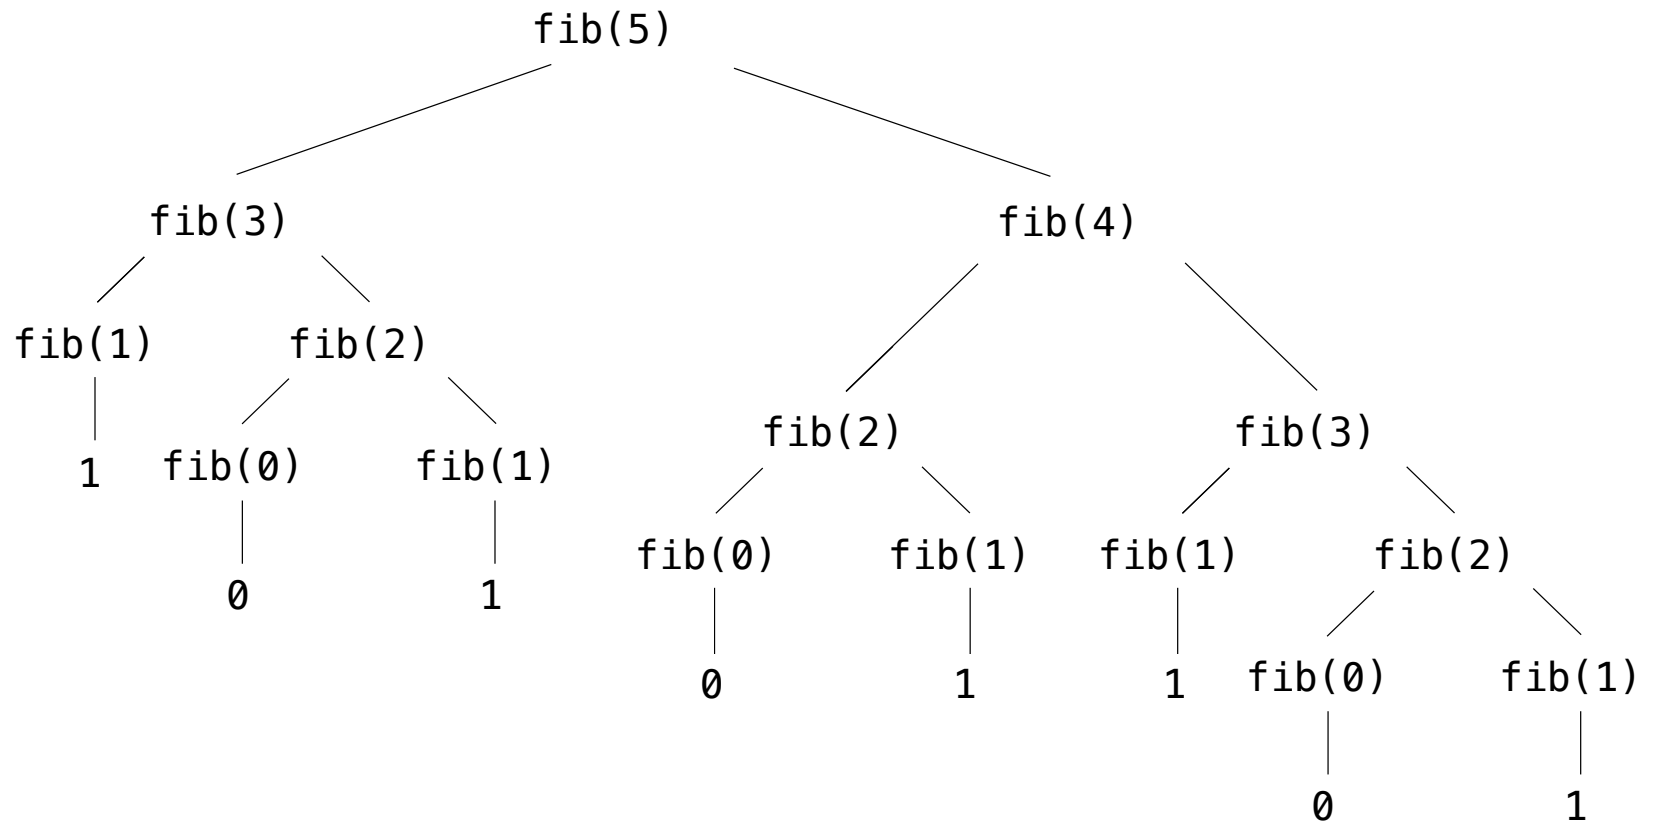 fib(5)
fib(3) fib(4)
fib(1) fib(2)
fib(2) fib(3)
1 fib(0) fib(1)
fib(0) fib(1) fib(1) fib(2)
0 1
0 1 1 fib(0) fib(1)
0 1